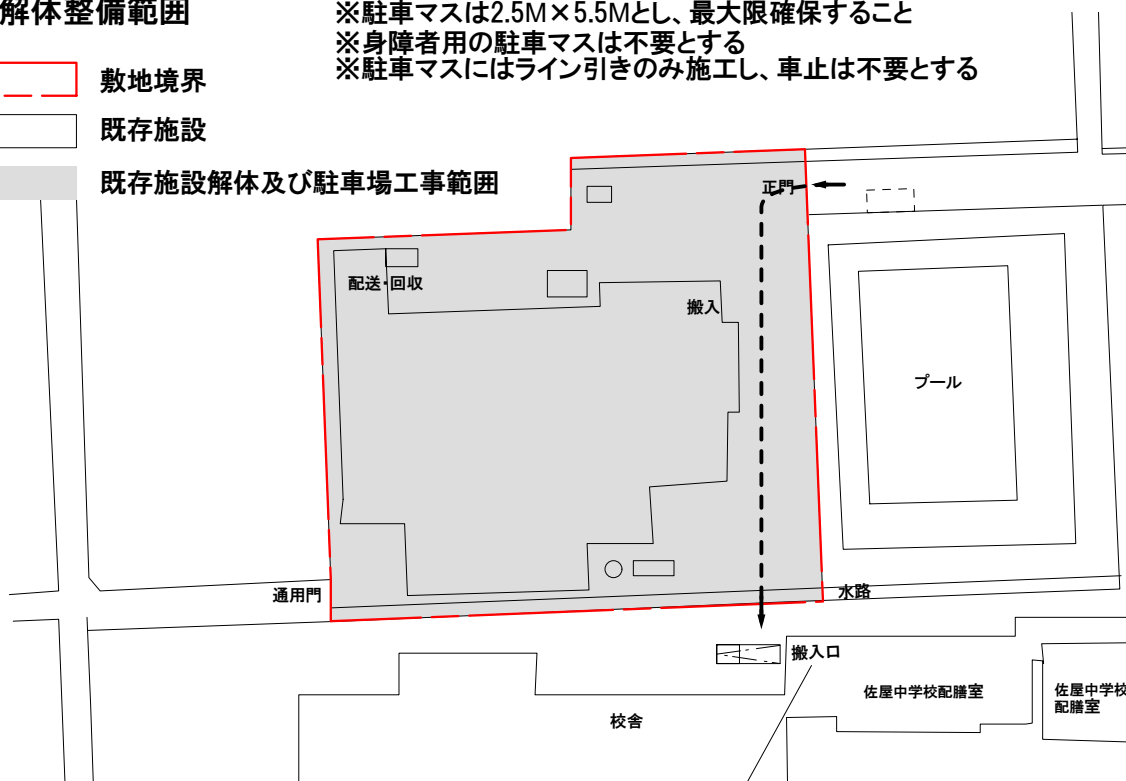 解体整備範囲
※駐車マスは2.5M×5.5Mとし、最大限確保すること
※身障者用の駐車マスは不要とする
※駐車マスにはライン引きのみ施工し、車止は不要とする
敷地境界
既存施設
既存施設解体及び駐車場工事範囲
正門
配送・回収
搬入
プール
通用門
水路
搬入口
佐屋中学校配膳室
佐屋中学校
配膳室
校舎